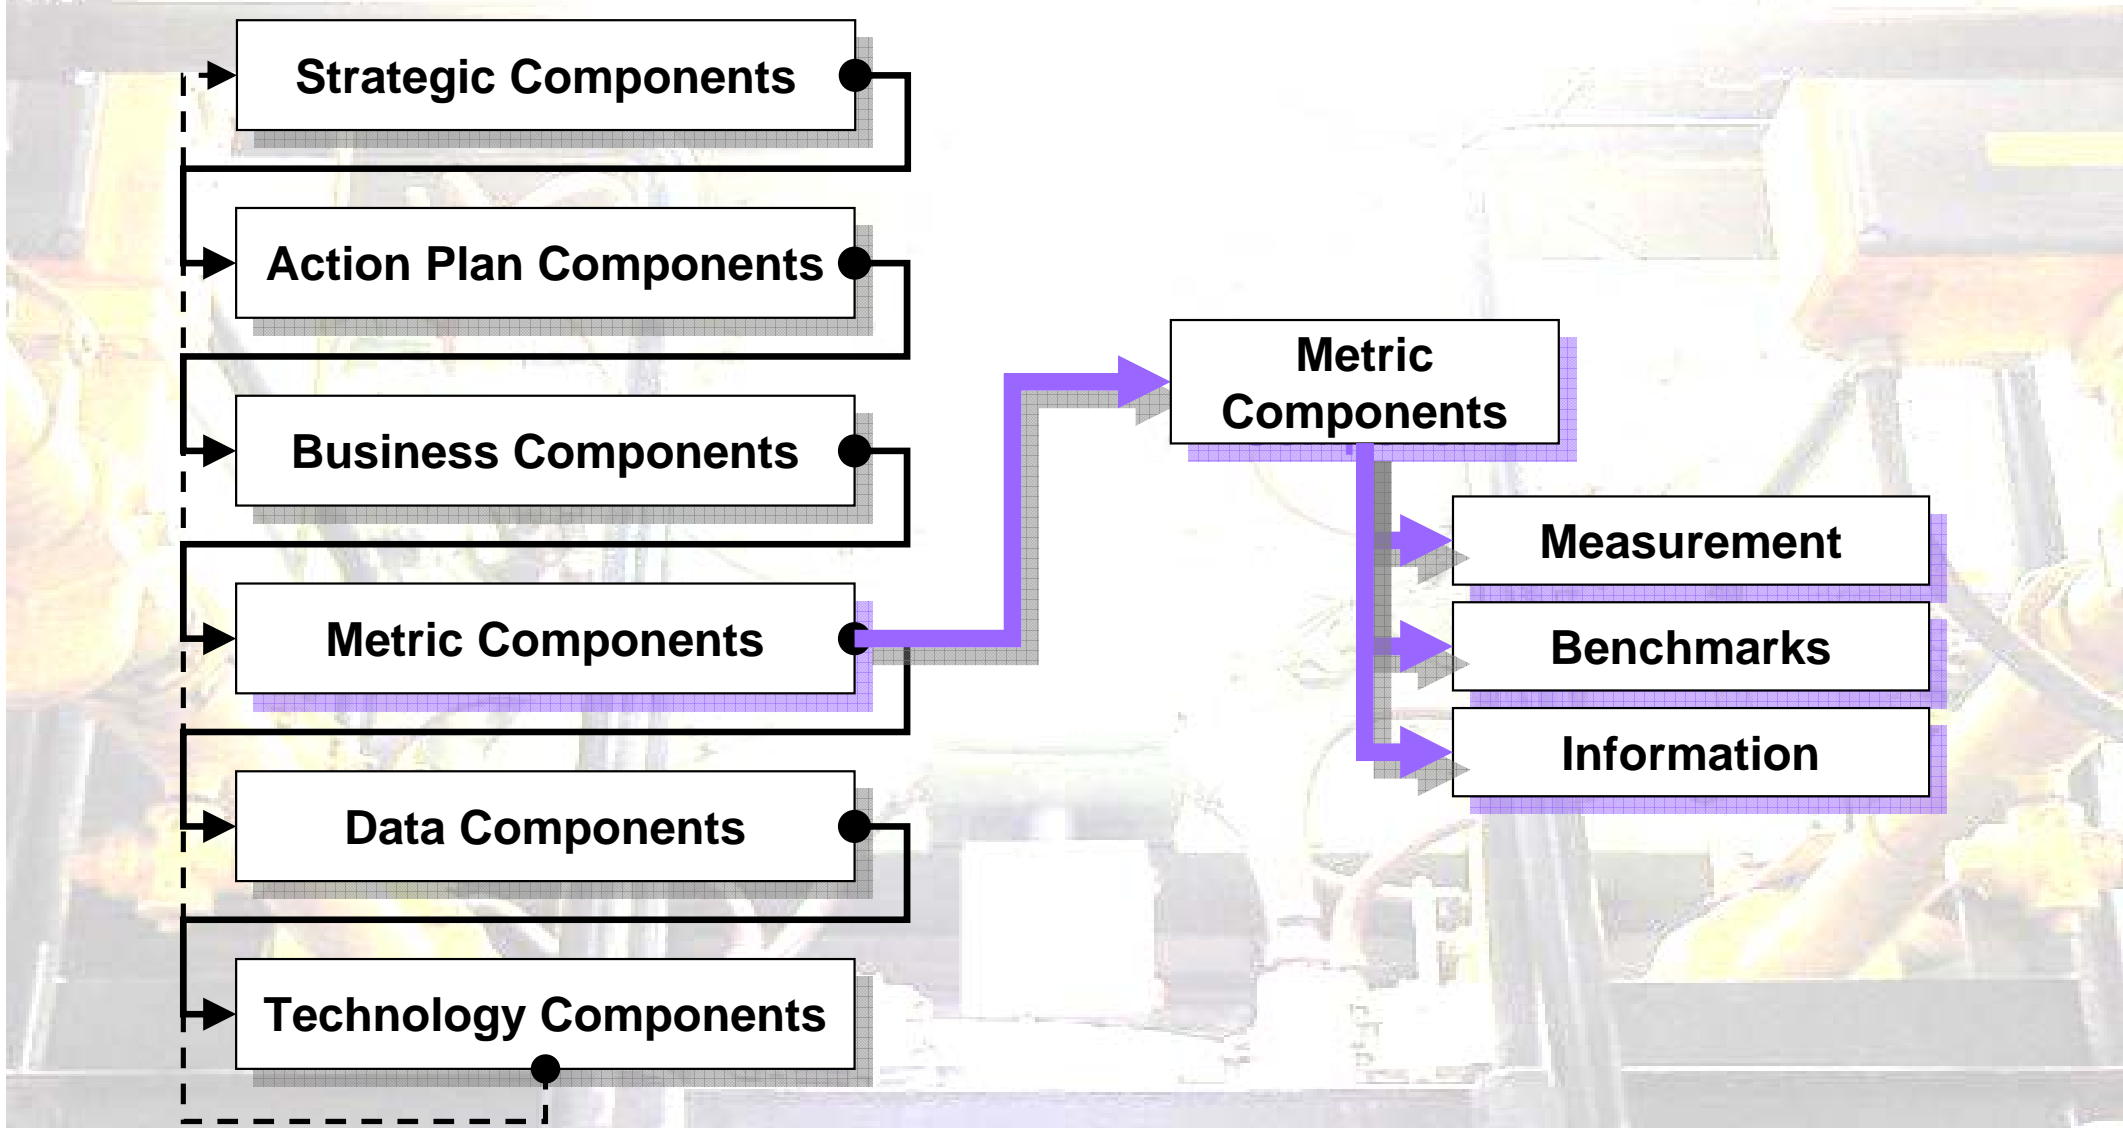 Strategic Components
Action Plan Components
Business Components
Metric Components
Data Components
Technology Components
Metric
Components
Measurement
Benchmarks
Information